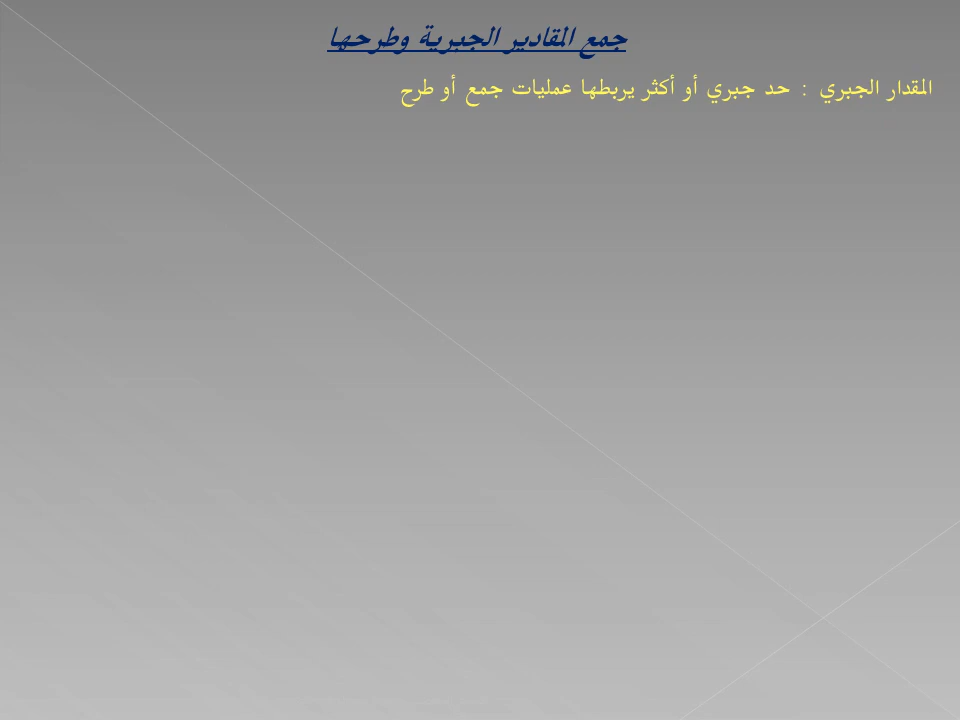 جمع المقادير الجبرية وطرحها
المقدار الجبري : حد جبري أو أكثر يربطها عمليات جمع أو طرح